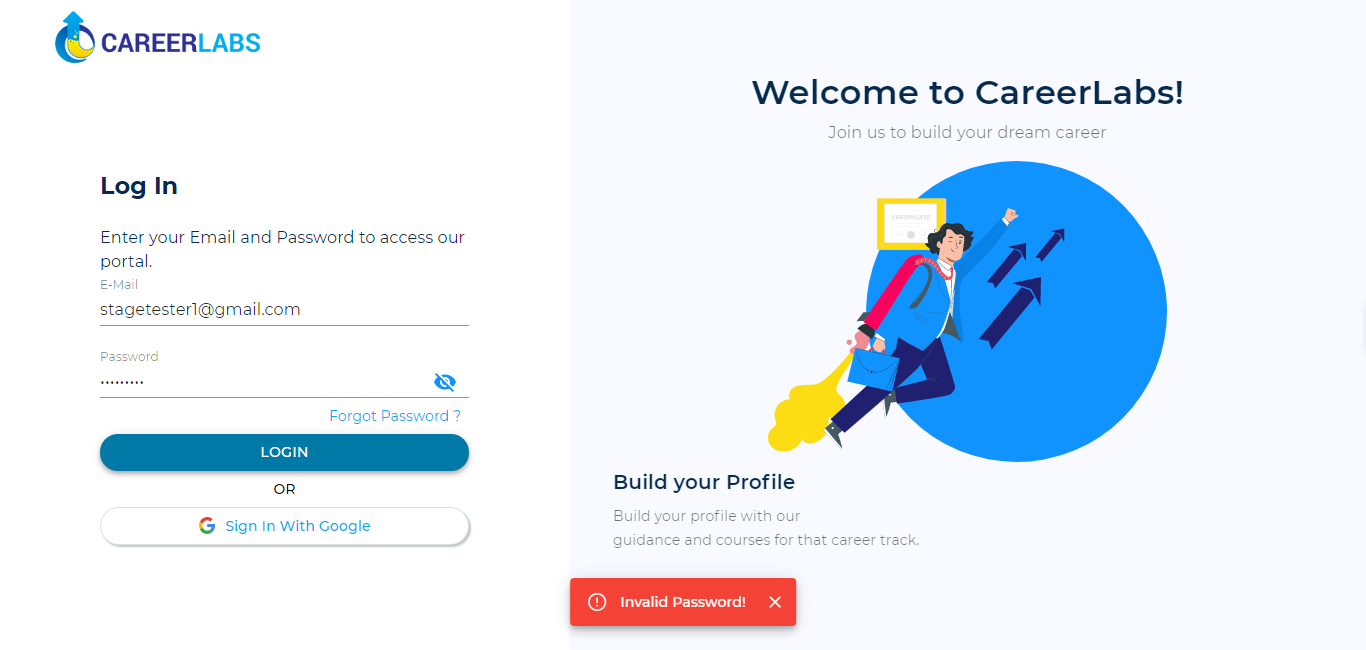 CAREERLABS
Log In
Enter your Email and Password to access our
portal.
E-Mail
stagetester1@gmail.com
Password
•••••••••
Forgot Password ?
LOGIN
OR
Sign In With Google
Welcome to CareerLabs!
Join us to build your dream career
CERTIFICATE
Build your Profile
Build your profile with our
guidance and courses for that career track.
Invalid Password!